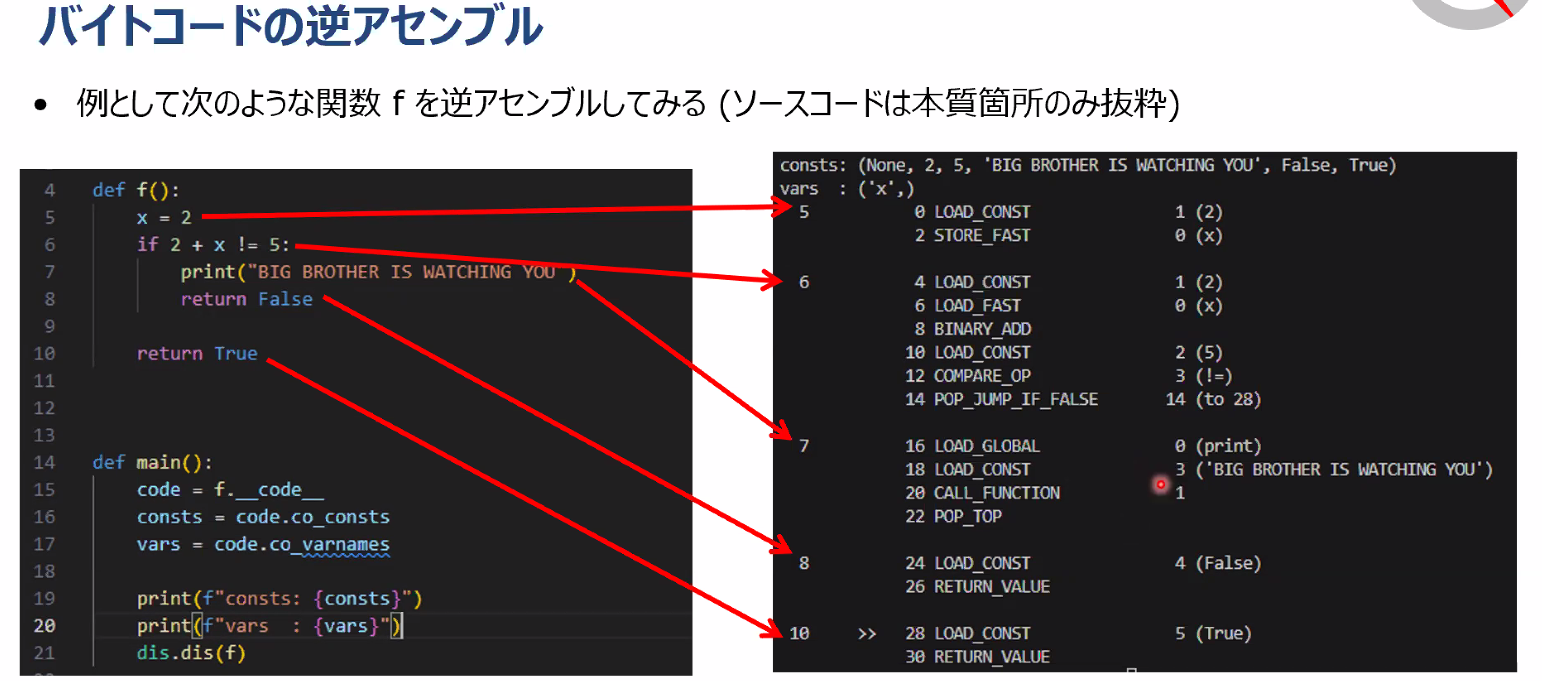 バイトコードの逆アセンブル
• 例として次のような関数 f を逆アセンブルしてみる (ソースコードは本質箇所のみ抜粋)
4 def f():
5 x = 2
6 if 2 + x != 5:
7 print("BIG BROTHER IS WATCHING YOU )
8 return False
9
10 return True
11
12
13
14 def main():
15 code = f.__code__
16 consts = code.co_consts
17 vars = code.co_varnames
18
19 print(f"consts: {consts}")
20 print(f"vars  : {vars}")
21 dis.dis(f)
consts: (None, 2, 5, 'BIG BROTHER IS WATCHING YOU', False, True)
vars  : ('x',)
5 0 LOAD_CONST 1 (2)
2 STORE_FAST 0 (x)
6 4 LOAD_CONST 1 (2)
6 LOAD_FAST 0 (x)
8 BINARY_ADD
10 LOAD_CONST 2 (5)
12 COMPARE_OP 3 (!=)
14 POP_JUMP_IF_FALSE 14 (to 28)
7 16 LOAD_GLOBAL 0 (print)
18 LOAD_CONST 3 ('BIG BROTHER IS WATCHING YOU')
20 CALL_FUNCTION 1
22 POP_TOP
8 24 LOAD_CONST 4 (False)
26 RETURN_VALUE
10 >> 28 LOAD_CONST 5 (True)
30 RETURN_VALUE